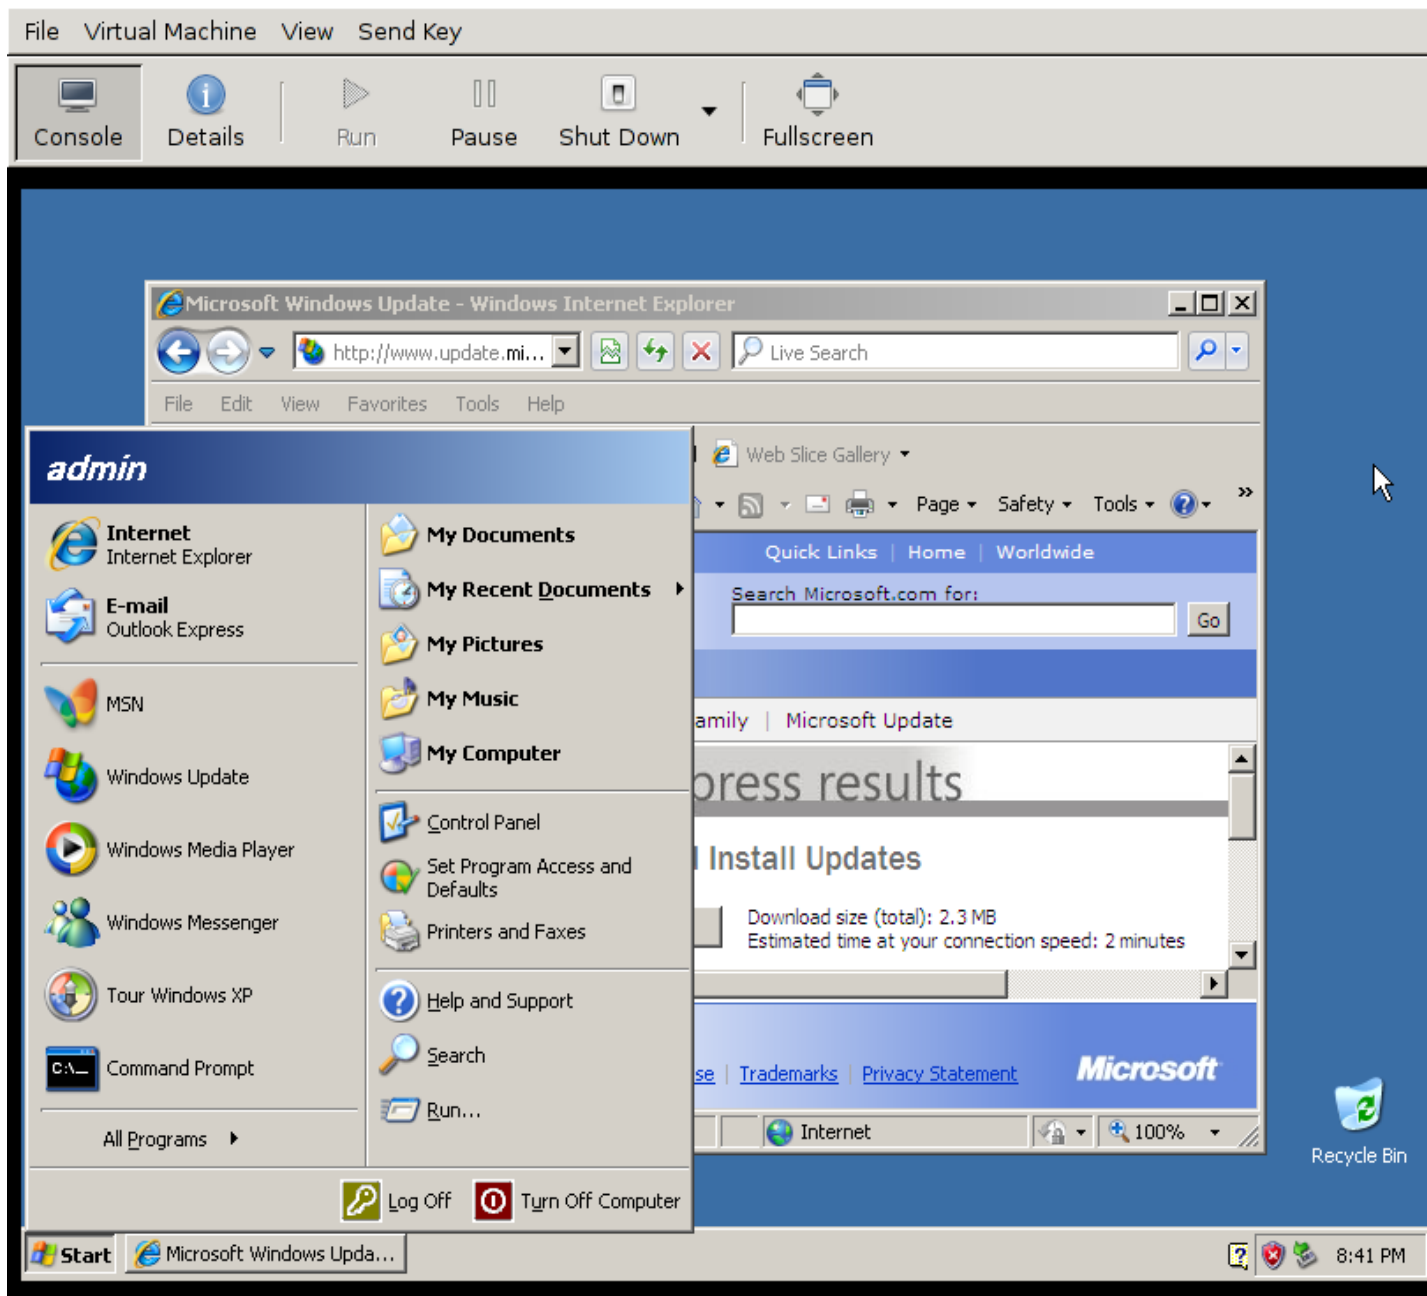 File Virtual Machine View Send Key
Console Details Run Pause Shut Down Fullscreen
Microsoft Windows Update - Windows Internet Explorer
http://www.update.mi... Live Search
File Edit View Favorites Tools Help
Web Slice Gallery
Page Safety Tools »
Quick Links | Home | Worldwide
Search Microsoft.com for:
Go
amily | Microsoft Update
press results
Install Updates
Download size (total): 2.3 MB
Estimated time at your connection speed: 2 minutes
se | Trademarks | Privacy Statement Microsoft
Internet 100%
admin
Internet
Internet Explorer
E-mail
Outlook Express
MSN
Windows Update
Windows Media Player
Windows Messenger
Tour Windows XP
C:\_ Command Prompt
All Programs
My Documents
My Recent Documents
My Pictures
My Music
My Computer
Control Panel
Set Program Access and
Defaults
Printers and Faxes
Help and Support
Search
Run...
Log Off Turn Off Computer
Recycle Bin
Start Microsoft Windows Upda... 8:41 PM